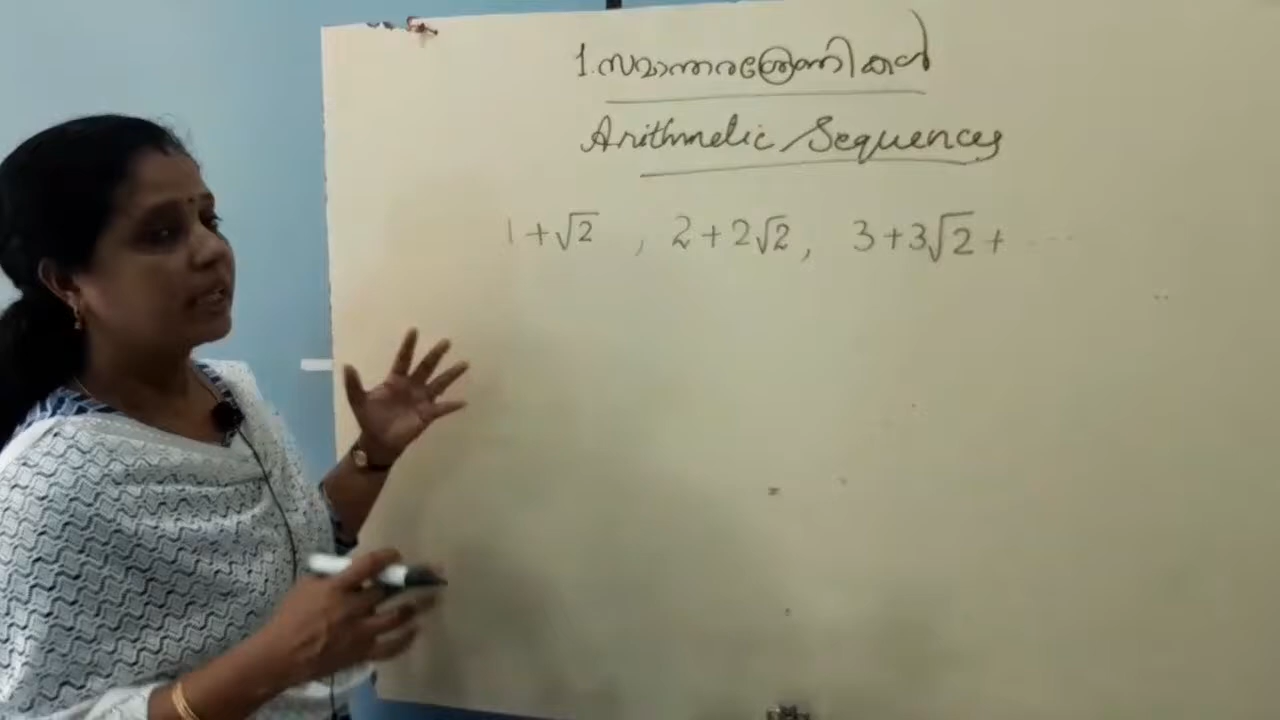 1. സമാന്തരശ്രേണികൾ
Arithmetic Sequences
1+√2 , 2+2√2, 3+3√2+ ....